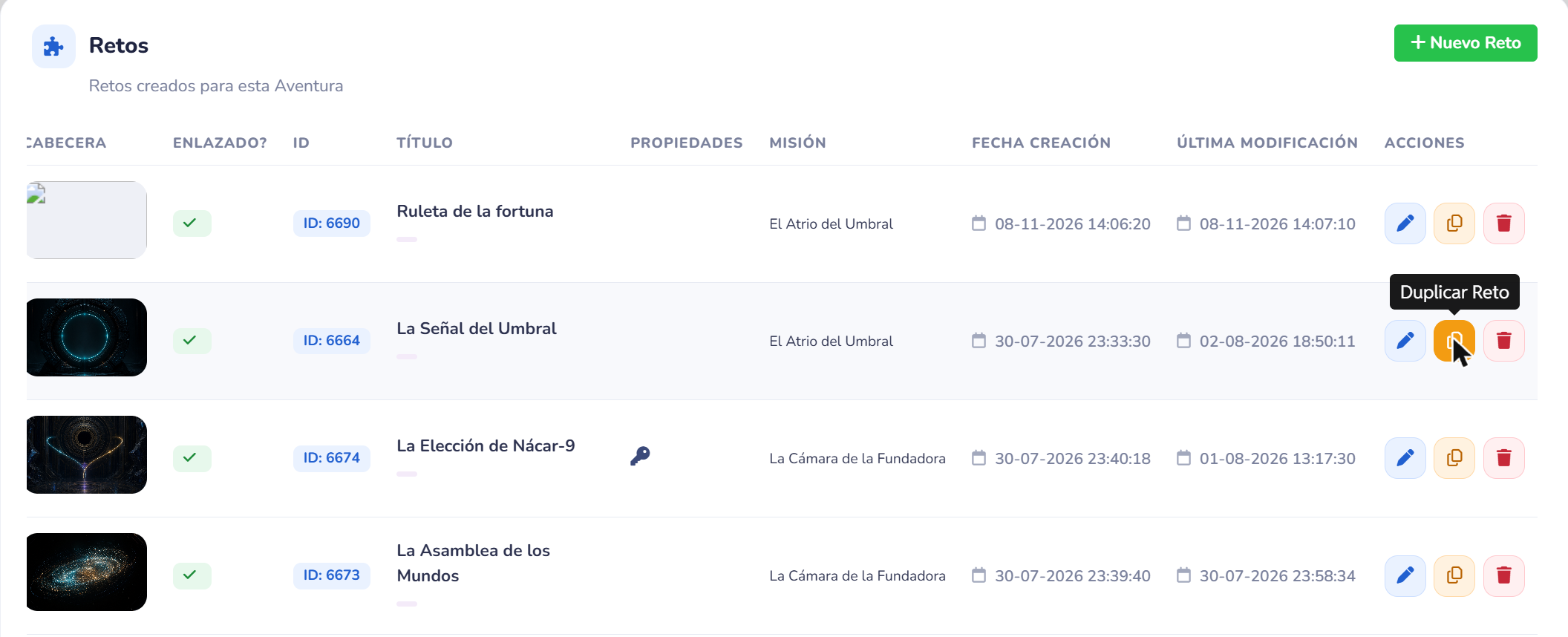 Retos
+ Nuevo Reto
Retos creados para esta Aventura
CABECERA ENLAZADO? ID TÍTULO PROPIEDADES MISIÓN FECHA CREACIÓN ÚLTIMA MODIFICACIÓN ACCIONES
ID: 6690 Ruleta de la fortuna El Atrio del Umbral 08-11-2026 14:06:20 08-11-2026 14:07:10
Duplicar Reto
ID: 6664 La Señal del Umbral El Atrio del Umbral 30-07-2026 23:33:30 02-08-2026 18:50:11
ID: 6674 La Elección de Nácar-9 La Cámara de la Fundadora 30-07-2026 23:40:18 01-08-2026 13:17:30
La Asamblea de los
Mundos
ID: 6673 La Cámara de la Fundadora 30-07-2026 23:39:40 30-07-2026 23:58:34